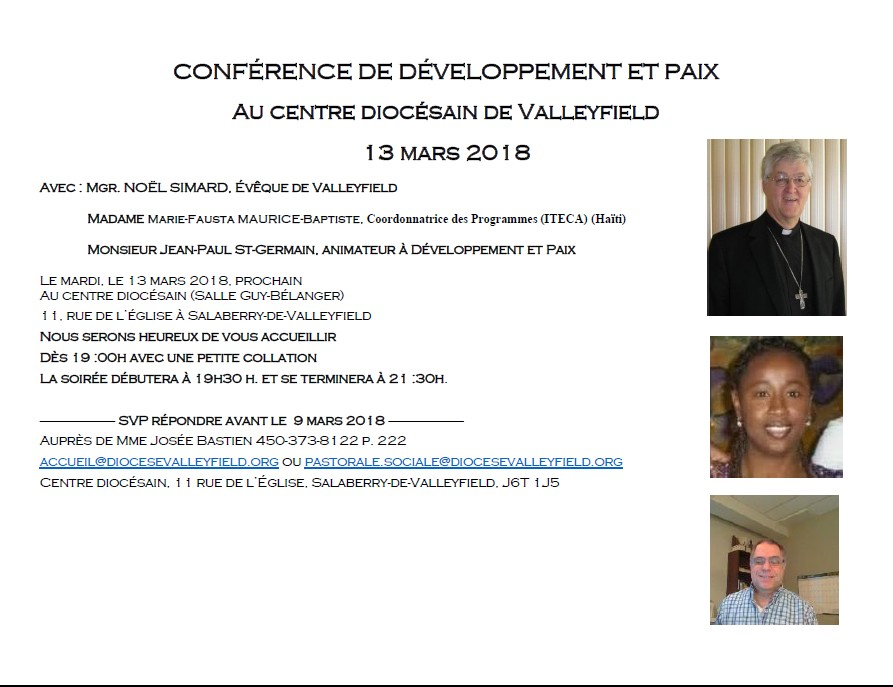 CONFÉRENCE DE DÉVELOPPEMENT ET PAIX
AU CENTRE DIOCÉSAIN DE VALLEYFIELD
13 MARS 2018
AVEC : MGR. NOËL SIMARD, ÉVÊQUE DE VALLEYFIELD
MADAME MARIE-FAUSTA MAURICE-BAPTISTE, Coordonnatrice des Programmes (ITECA) (Haïti)
MONSIEUR JEAN-PAUL ST-GERMAIN, ANIMATEUR À DÉVELOPPEMENT ET PAIX
LE MARDI, LE 13 MARS 2018, PROCHAIN
AU CENTRE DIOCÉSAIN (SALLE GUY-BÉLANGER)
11, RUE DE L'ÉGLISE À SALABERRY-DE-VALLEYFIELD
NOUS SERONS HEUREUX DE VOUS ACCUEILLIR
DÈS 19 :00H AVEC UNE PETITE COLLATION
LA SOIRÉE DÉBUTERA À 19H30 H. ET SE TERMINERA À 21 :30H.
—————— SVP RÉPONDRE AVANT LE 9 MARS 2018 ——————
AUPRÈS DE MME JOSÉE BASTIEN 450-373-8122 P. 222
ACCUEIL@DIOCESEVALLEYFIELD.ORG OU PASTORALE.SOCIALE@DIOCESEVALLEYFIELD.ORG
CENTRE DIOCÉSAIN, 11 RUE DE L'ÉGLISE, SALABERRY-DE-VALLEYFIELD, J6T 1J5